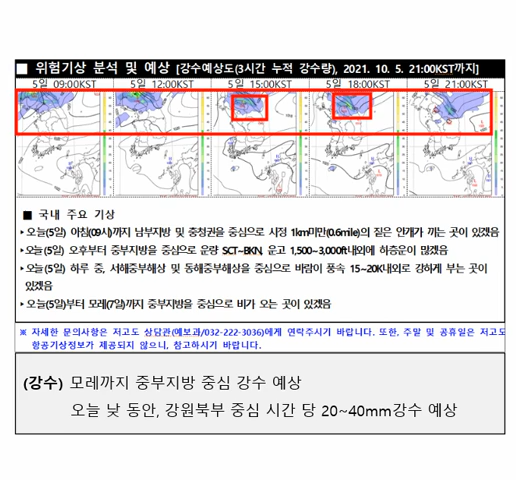 ■ 위험기상 분석 및 예상 [강수예상도(3시간 누적 강수량), 2021. 10. 5. 21:00KST까지]
5일 09:00KST 5일 12:00KST 5일 15:00KST 5일 18:00KST 5일 21:00KST
■ 국내 주요 기상
▸오늘(5일) 아침(09시)까지 남부지방 및 충청권을 중심으로 시정 1km미만(0.6mile)의 짙은 안개가 끼는 곳이 있겠음
▸오늘(5일) 오후부터 중부지방을 중심으로 운량 SCT~BKN, 운고 1,500~3,000ft내외에 하층운이 많겠음
▸오늘(5일) 하루 중, 서해중부해상 및 동해중부해상을 중심으로 바람이 풍속 15~20K내외로 강하게 부는 곳이
있겠음
▸오늘(5일)부터 모레(7일)까지 중부지방을 중심으로 비가 오는 곳이 있겠음
※ 자세한 문의사항은 저고도 상담관(예보과/032-222-3036)에게 연락주시기 바랍니다. 또한, 주말 및 공휴일은 저고도
항공기상정보가 제공되지 않으니, 참고하시기 바랍니다.
(강수) 모레까지 중부지방 중심 강수 예상
오늘 낮 동안, 강원북부 중심 시간 당 20~40mm강수 예상